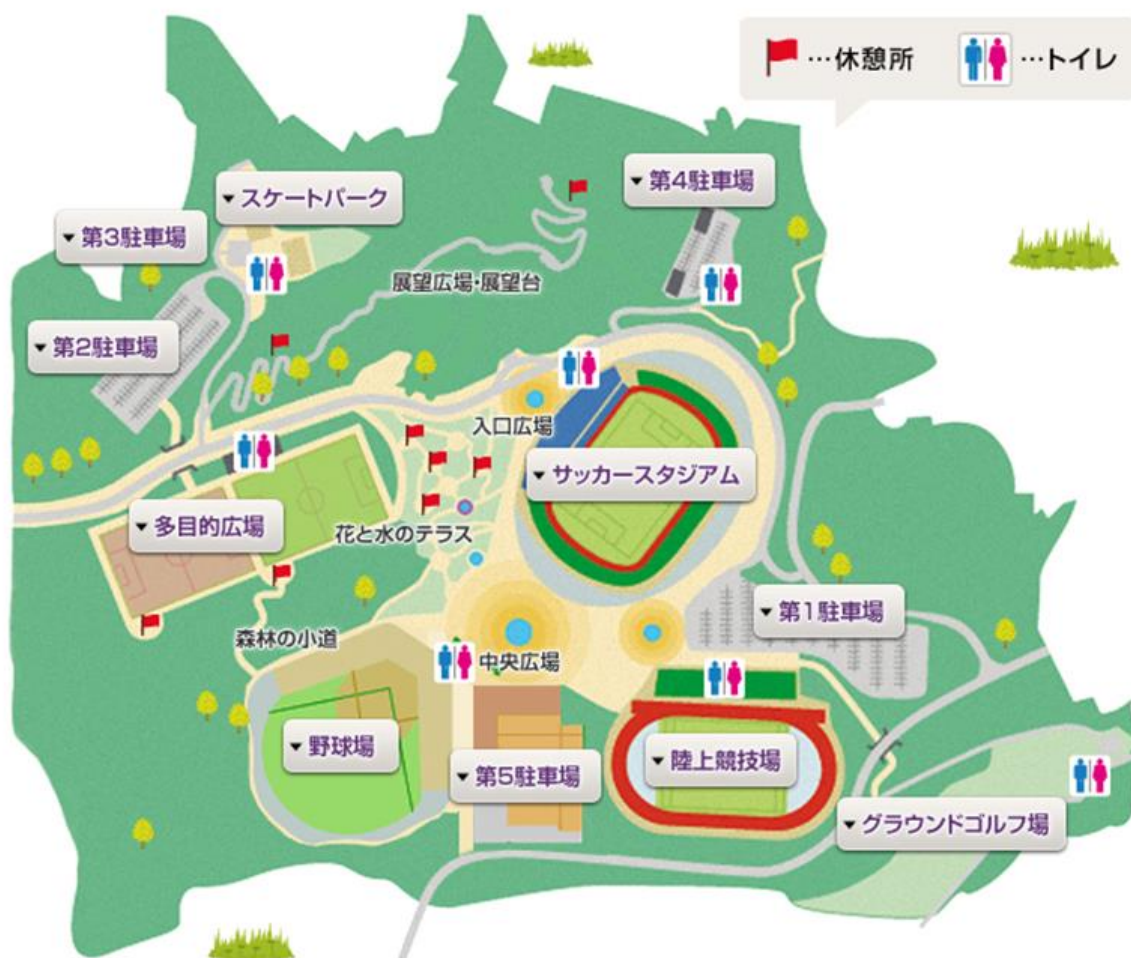 …休憩所
…トイレ
スケートパーク
第4駐車場
第3駐車場
展望広場・展望台
第2駐車場
入口広場
サッカースタジアム
多目的広場
花と水のテラス
第1駐車場
森林の小道
中央広場
野球場
第5駐車場
陸上競技場
グラウンドゴルフ場